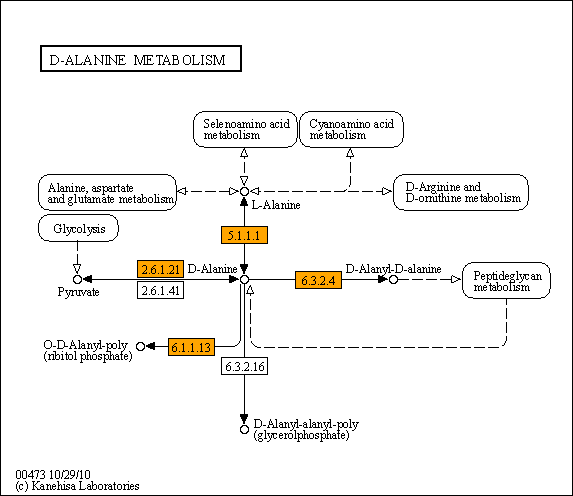 D-ALANINE METABOLISM
Selenoamino acid
metabolism
Cyanoamino acid
metabolism
Alanine, aspartate
and glutamate metabolism
D-Arginine and
D-ornithine metabolism
L-Alanine
Glycolysis
5.1.1.1
2.6.1.21
D-Alanine
D-Alanyl-D-alanine
6.3.2.4
Peptideglycan
metabolism
Pyruvate
2.6.1.41
O-D-Alanyl-poly
(ribitol phosphate)
6.1.1.13
6.3.2.16
D-Alanyl-alanyl-poly
(glycerolphosphate)
00473 10/29/10
(c) Kanehisa Laboratories